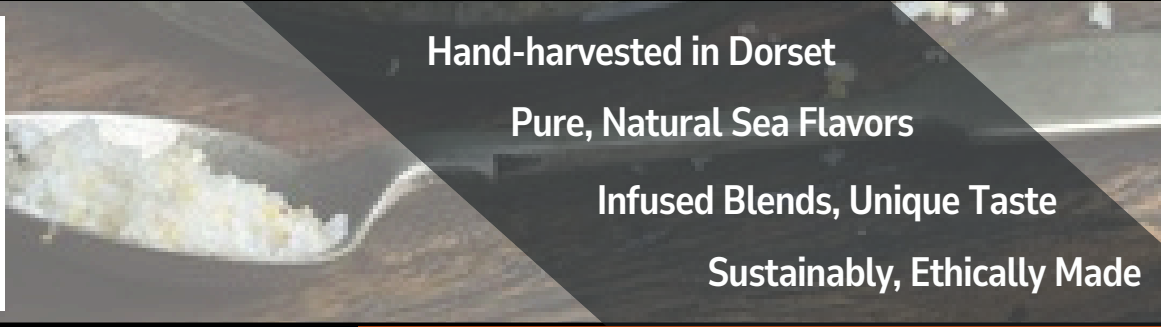 Hand-harvested in Dorset
Pure, Natural Sea Flavors
Infused Blends, Unique Taste
Sustainably, Ethically Made